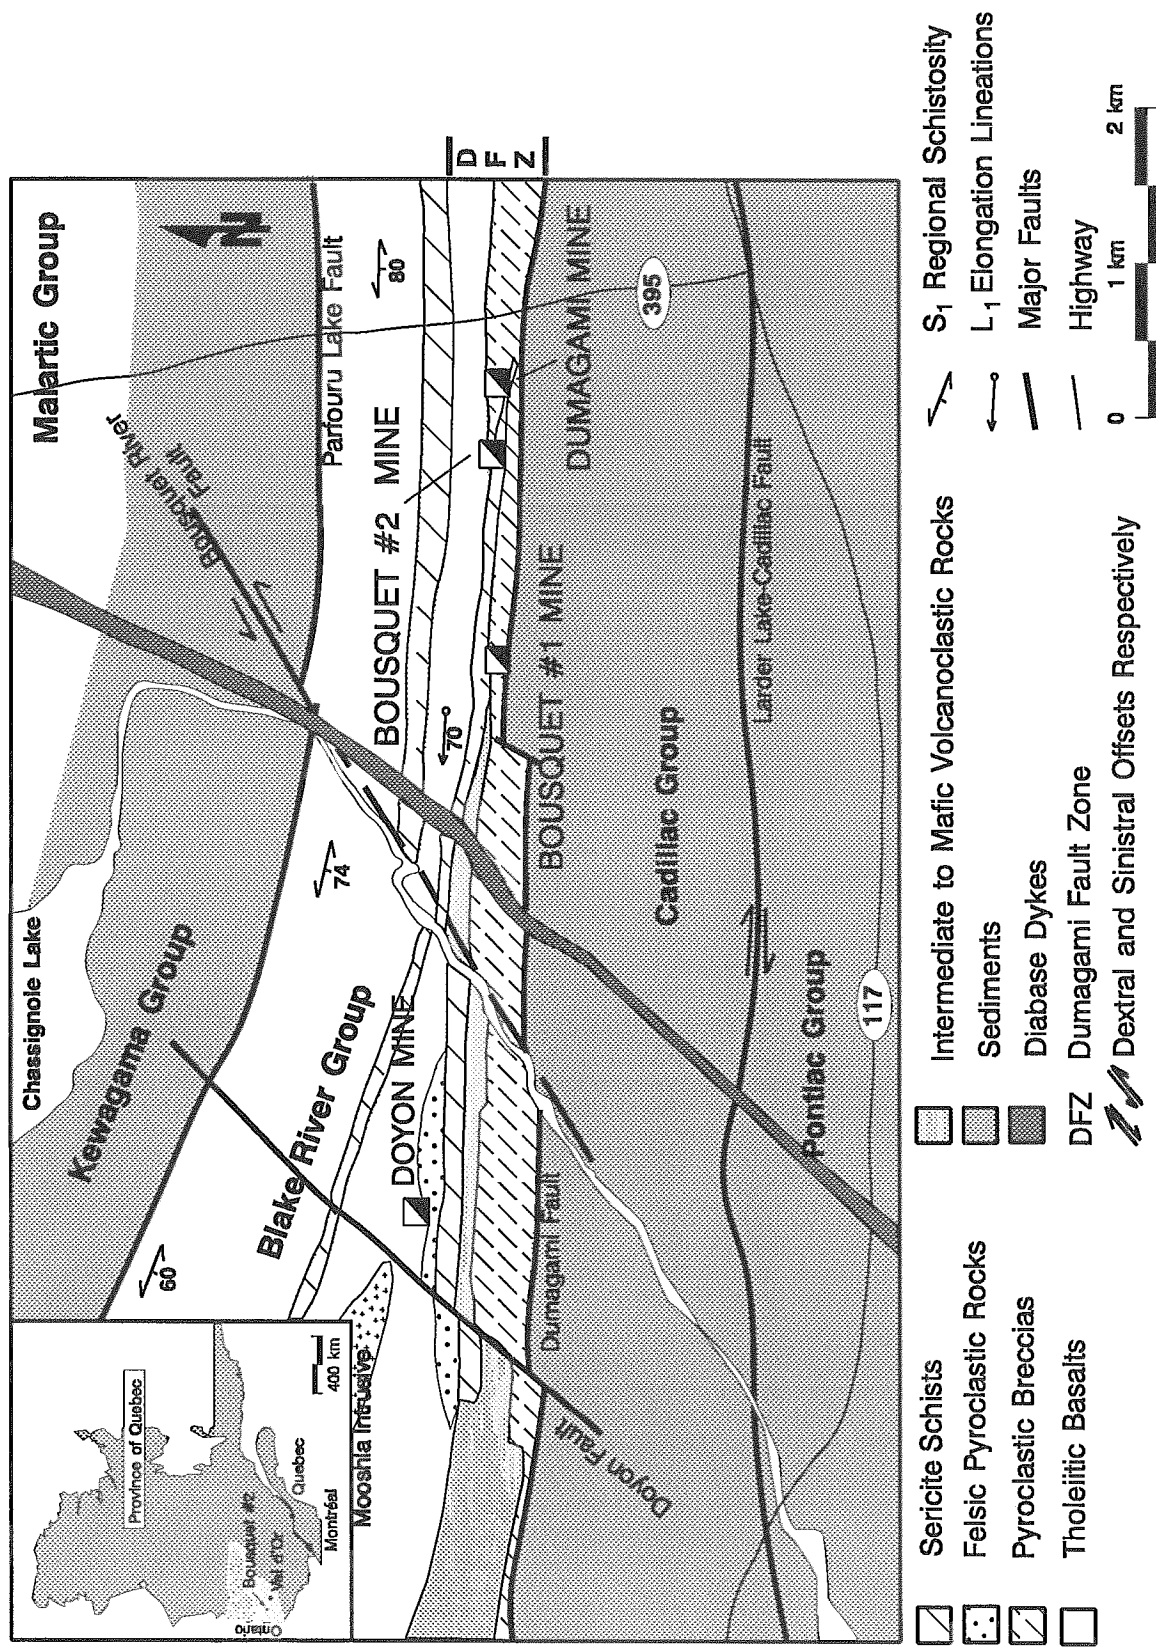 Province of Quebec
Ontario
Bousquet #2
Val d'Or
Quebec
Montréal
400 km
Chassignole Lake
Malartic Group
N
Kewagama Group
Bousquet River
Fault
Parfouru Lake Fault
60
74
80
Blake River Group
Mooshla Intrusive
DOYON MINE
BOUSQUET #2 MINE
70
D
F
Z
Dumagami Fault
Doyon Fault
BOUSQUET #1 MINE
DUMAGAMI MINE
395
Cadillac Group
Larder Lake-Cadillac Fault
Pontiac Group
117
Sericite Schists
Felsic Pyroclastic Rocks
Pyroclastic Breccias
Tholeiitic Basalts
Intermediate to Mafic Volcanoclastic Rocks
Sediments
Diabase Dykes
DFZ Dumagami Fault Zone
Dextral and Sinistral Offsets Respectively
S1 Regional Schistosity
L1 Elongation Lineations
Major Faults
Highway
0 1 km 2 km